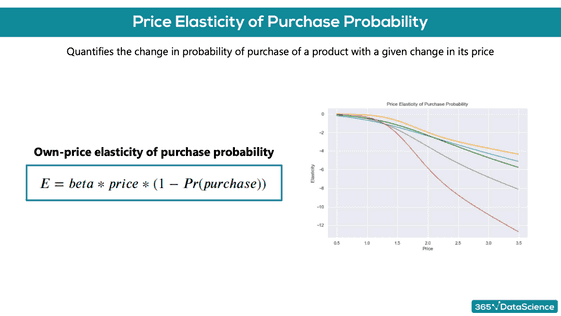 Price Elasticity of Purchase Probability
Quantifies the change in probability of purchase of a product with a given change in its price
Price Elasticity of Purchase Probability
Own-price elasticity of purchase probability
E = beta * price * (1 − Pr(purchase))
Elasticity
0
-2
-4
-6
-8
-10
-12
0.5 1.0 1.5 2.0 2.5 3.0 3.5
Price
365√DataScience